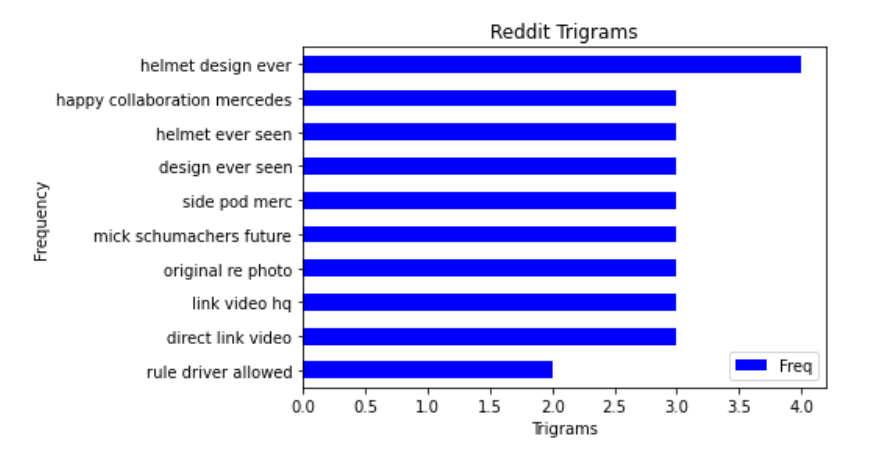 Reddit Trigrams
helmet design ever
happy collaboration mercedes
helmet ever seen
design ever seen
side pod merc
mick schumachers future
original re photo
link video hq
direct link video
rule driver allowed
Frequency
Freq
0.0 0.5 1.0 1.5 2.0 2.5 3.0 3.5 4.0
Trigrams